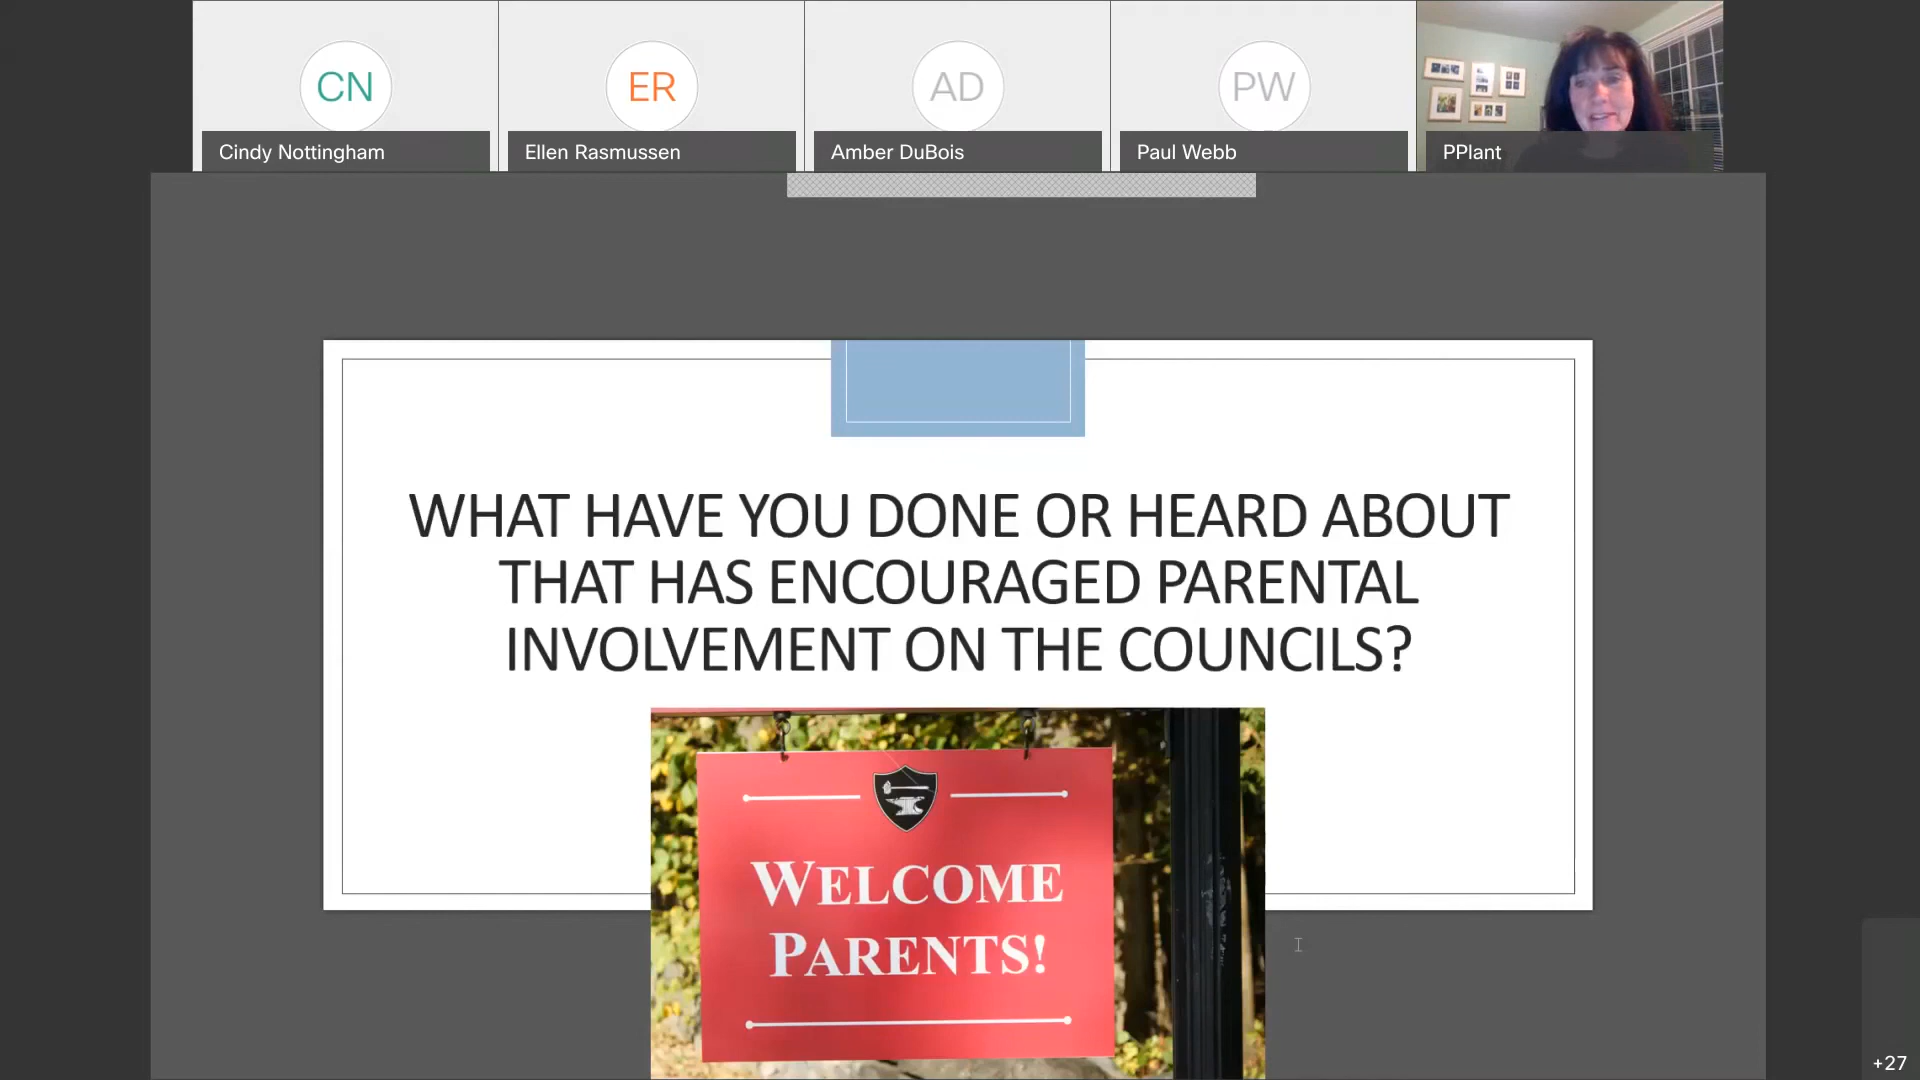 CN
ER
AD
PW
Cindy Nottingham
Ellen Rasmussen
Amber DuBois
Paul Webb
PPlant
WHAT HAVE YOU DONE OR HEARD ABOUT
THAT HAS ENCOURAGED PARENTAL
INVOLVEMENT ON THE COUNCILS?
WELCOME
PARENTS!
+27